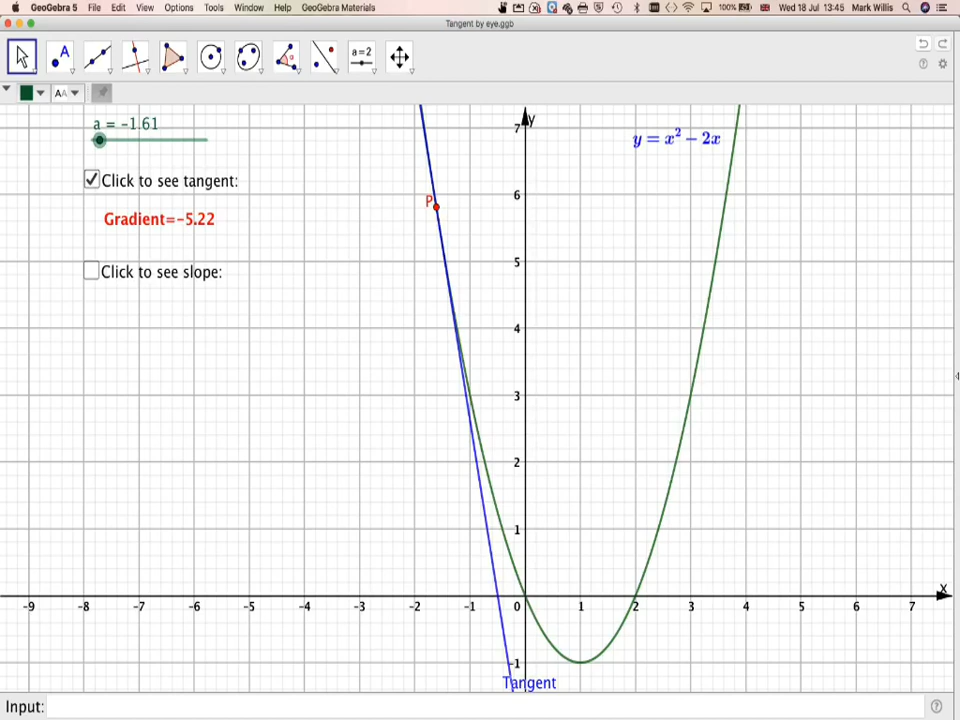 GeoGebra 5 File Edit View Options Tools Window Help GeoGebra Materials 100% Wed 18 Jul 13:45 Mark Willis
Tangent by eye.ggb
A a=2
AA
a = −1.61
y
7
y = x² − 2x
Click to see tangent:
6
P
Gradient=−5.22
5
Click to see slope:
4
3
2
1
x
-9 -8 -7 -6 -5 -4 -3 -2 -1 0 1 2 3 4 5 6 7
-1
Tangent
Input: